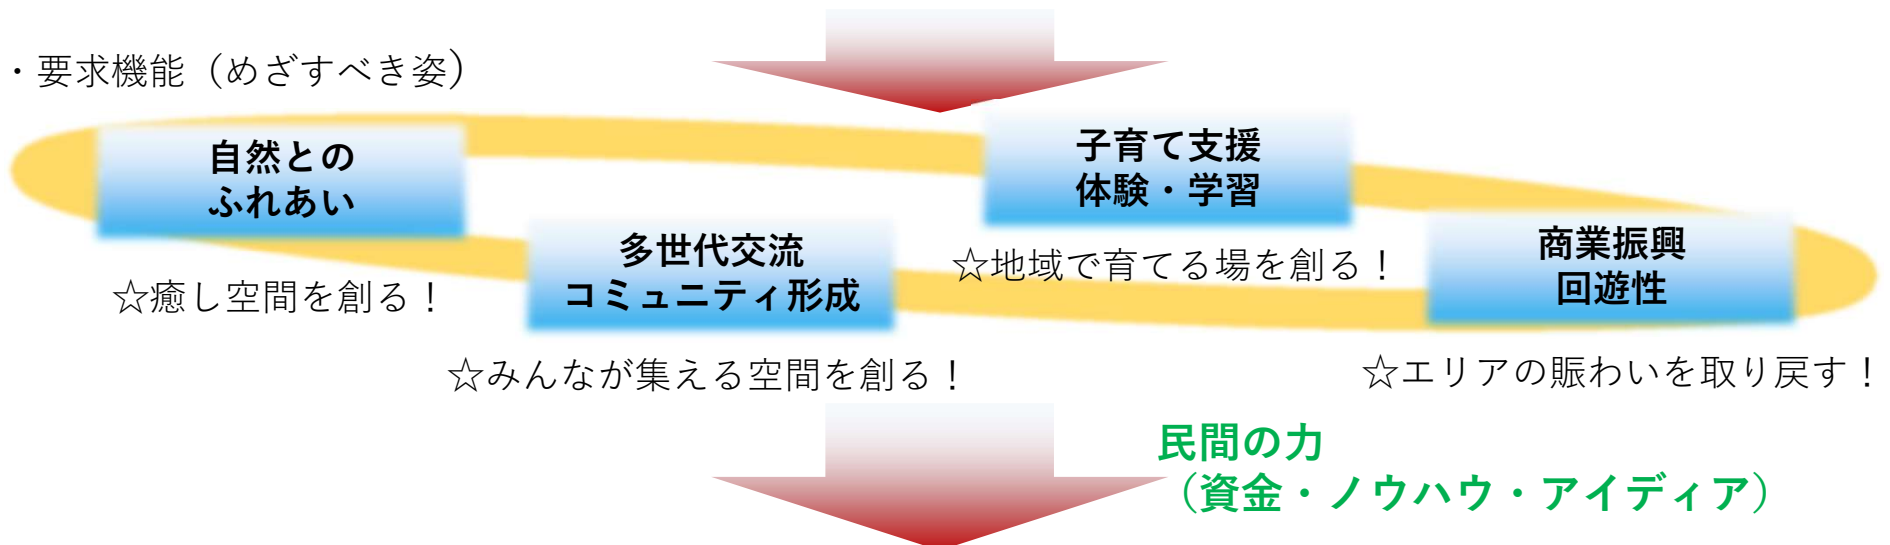 ・要求機能（めざすべき姿）
自然との
ふれあい
☆癒し空間を創る！
多世代交流
コミュニティ形成
☆みんなが集える空間を創る！
子育て支援
体験・学習
☆地域で育てる場を創る！
商業振興
回遊性
☆エリアの賑わいを取り戻す！
民間の力
（資金・ノウハウ・アイディア）